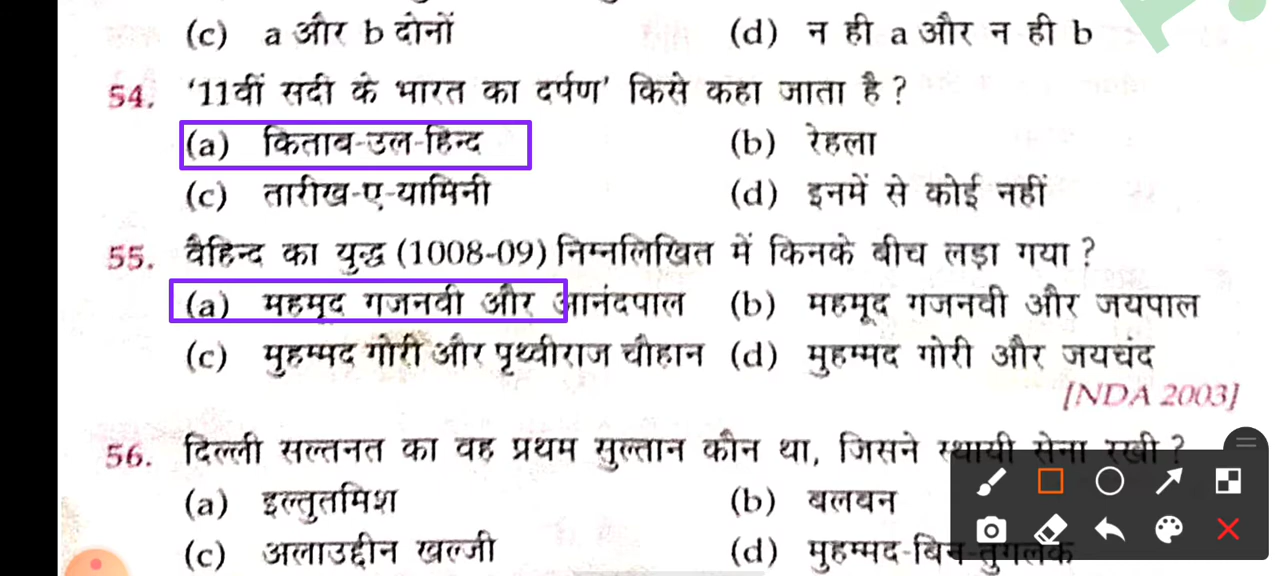 (c) a और b दोनों (d) न ही a और न ही b
54. '11वीं सदी के भारत का दर्पण' किसे कहा जाता है ?
(a) किताब-उल-हिन्द (b) रेहला
(c) तारीख-ए-यामिनी (d) इनमें से कोई नहीं
55. वैहिन्द का युद्ध (1008-09) निम्नलिखित में किनके बीच लड़ा गया ?
(a) महमूद गजनवी और आनंदपाल (b) महमूद गजनवी और जयपाल
(c) मुहम्मद गोरी और पृथ्वीराज चौहान (d) मुहम्मद गोरी और जयचंद
[NDA 2003]
56. दिल्ली सल्तनत का वह प्रथम सुल्तान कौन था, जिसने स्थायी सेना रखी ?
(a) इल्तुतमिश (b) बलबन
(c) अलाउद्दीन खल्जी (d) मुहम्मद-बिन-तुगलक